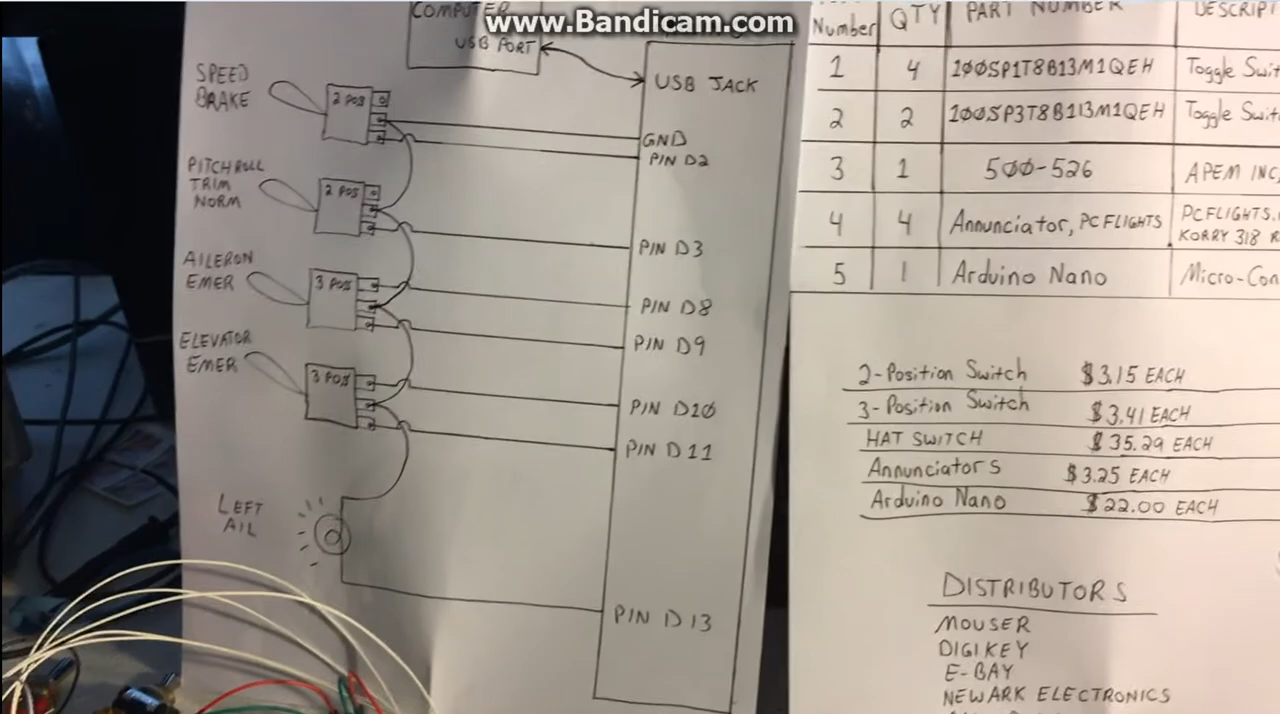 www.Bandicam.com
COMPUTER
USB PORT
USB JACK
SPEED
BRAKE
2 POS
GND
PIN D2
PITCH ROLL
TRIM
NORM
2 POS
PIN D3
AILERON
EMER
3 POS
PIN D8
PIN D9
ELEVATOR
EMER
3 POS
PIN D10
PIN D11
LEFT
AIL
PIN D13
Number QTY PART NUMBER DESCRIPT
1 4 100SP1T8B13M1QEH Toggle Swit
2 2 100SP3T8B113M1QEH Toggle Swit
3 1 500-526 APEM INC,
4 4 Annunciator, PCFLIGHTS PCFLIGHTS.
KORRY 318 R
5 1 Arduino Nano Micro-Con
2-Position Switch $3.15 EACH
3-Position Switch $3.41 EACH
HAT SWITCH $35.29 EACH
Annunciators $3.25 EACH
Arduino Nano $22.00 EACH
DISTRIBUTORS
MOUSER
DIGIKEY
E-BAY
NEWARK ELECTRONICS